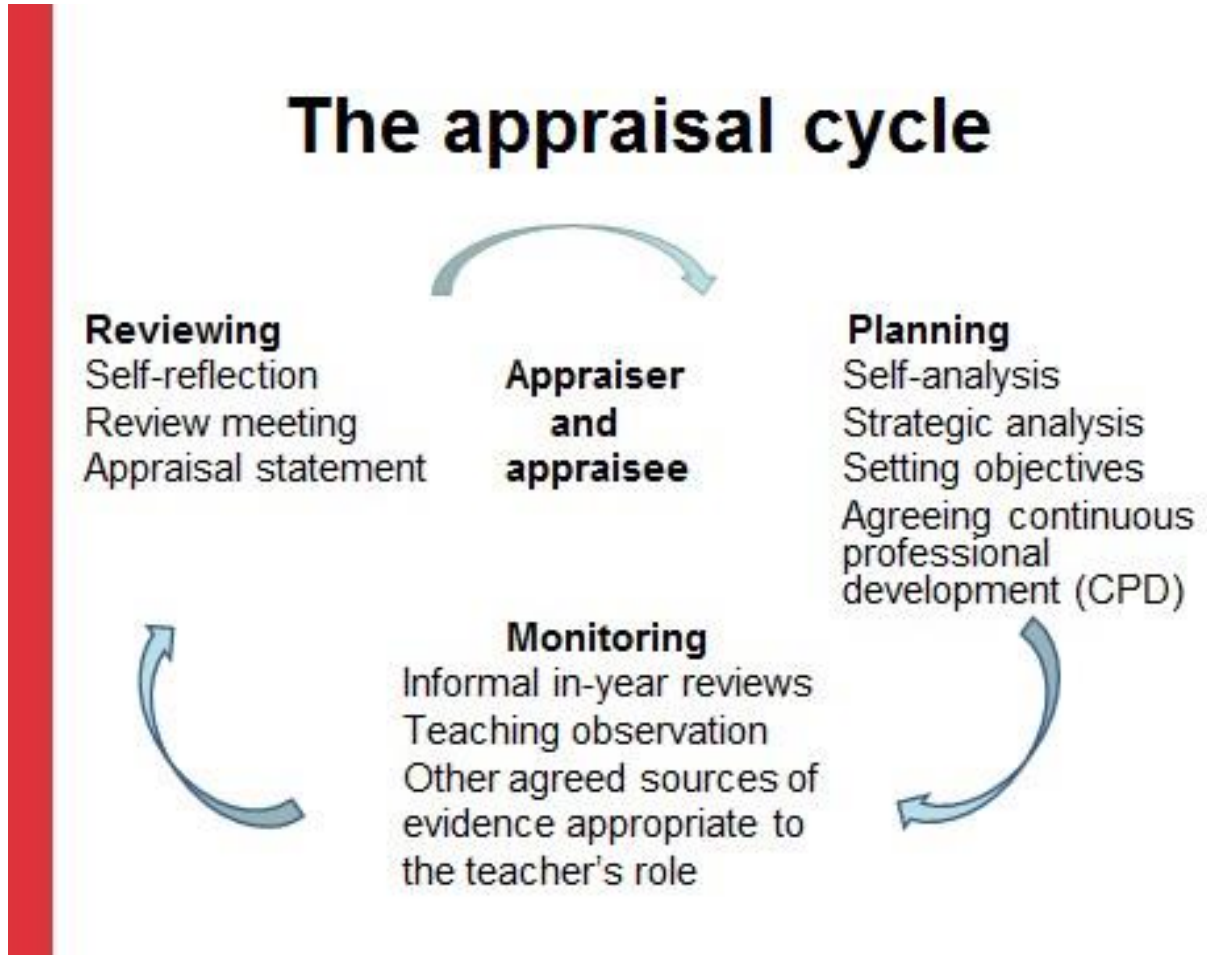 The appraisal cycle
Reviewing
Self-reflection
Review meeting
Appraisal statement
Appraiser
and
appraisee
Planning
Self-analysis
Strategic analysis
Setting objectives
Agreeing continuous
professional
development (CPD)
Monitoring
Informal in-year reviews
Teaching observation
Other agreed sources of
evidence appropriate to
the teacher’s role